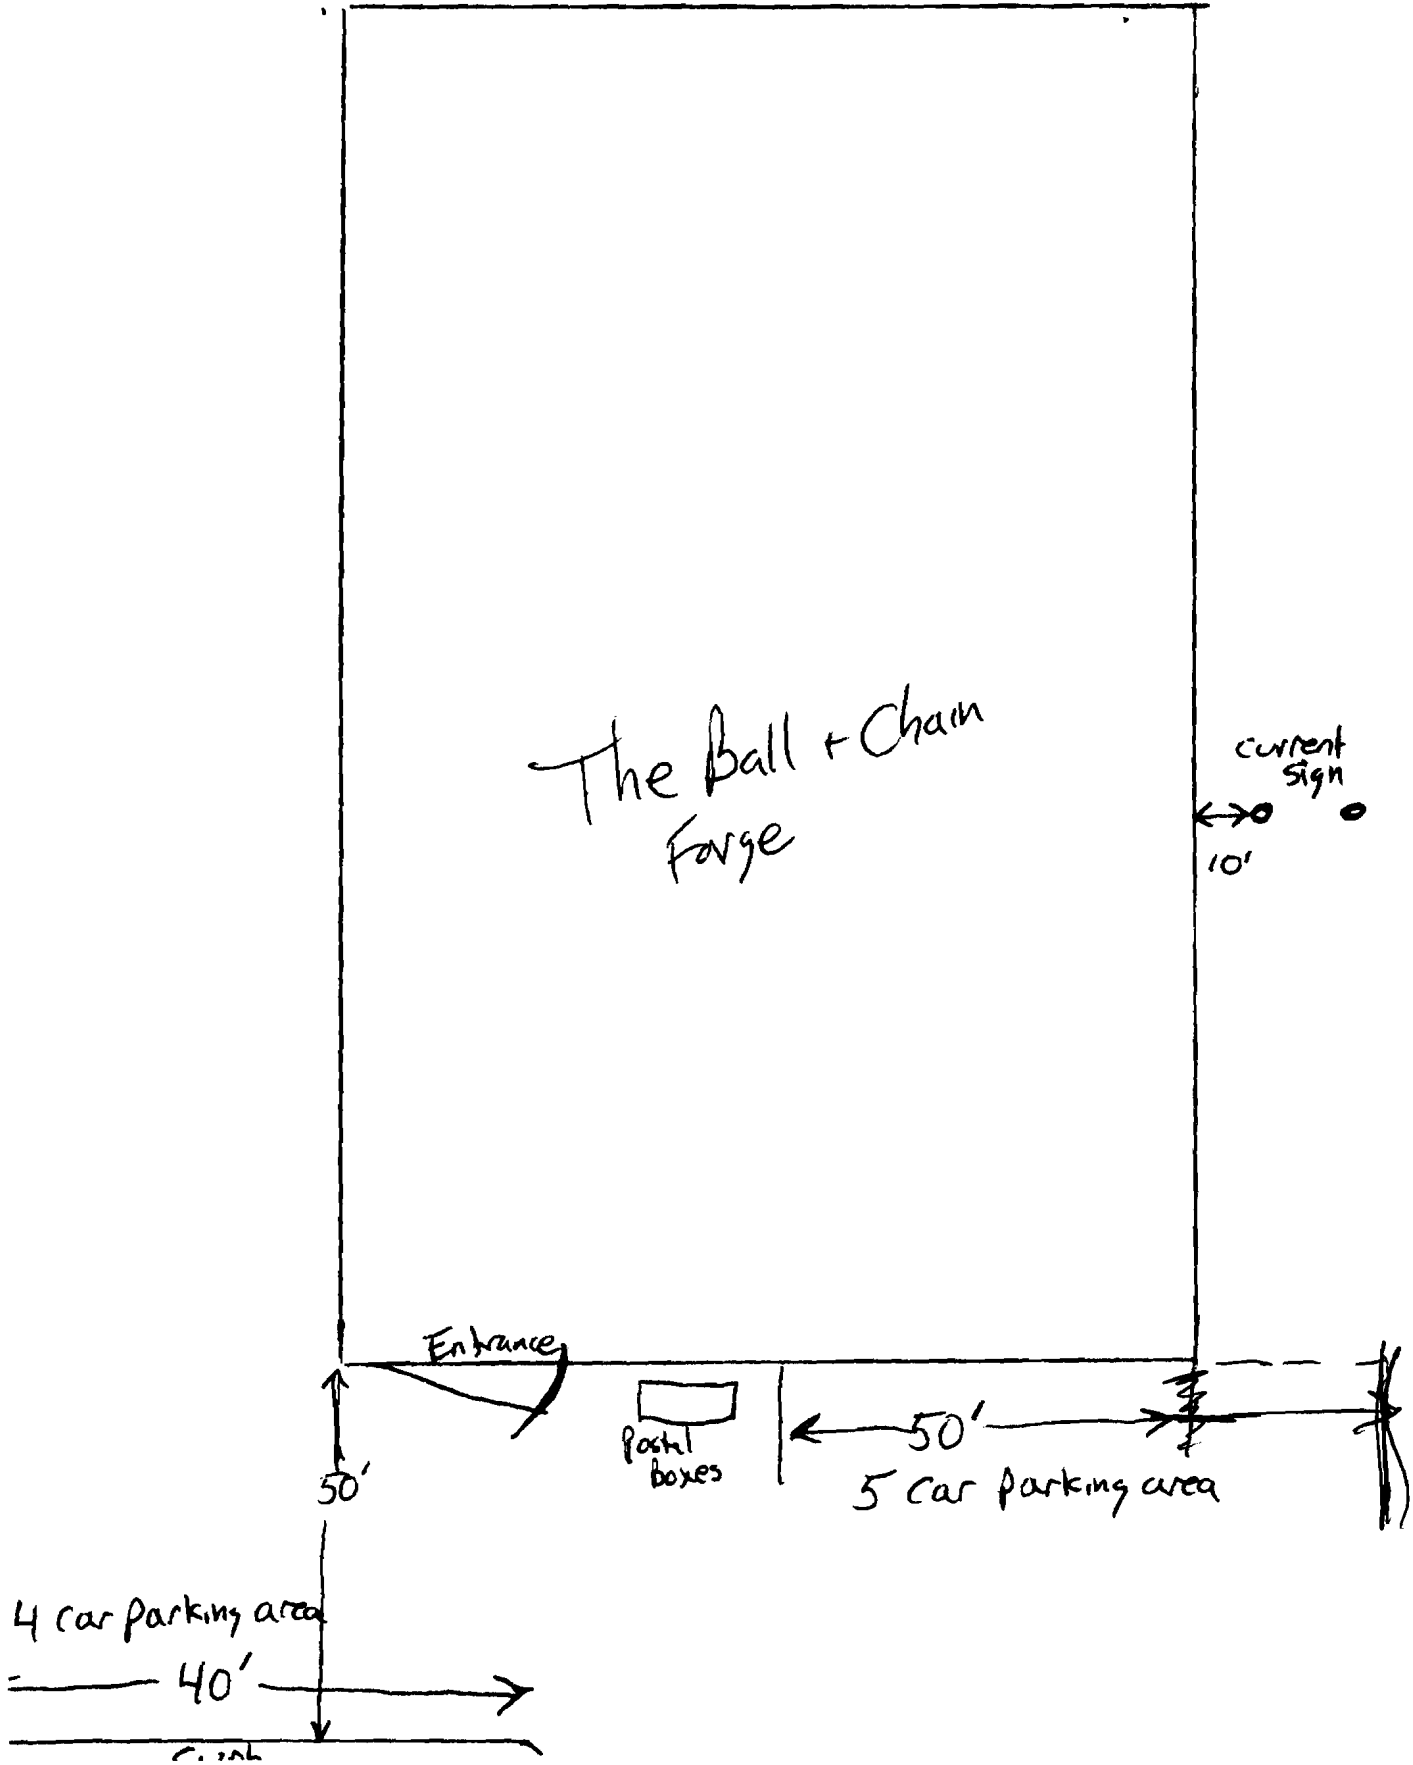 The Ball + Chain
Forge
current
sign
10'
Entrance
Postal
Boxes
50'
5 car parking area
50'
4 car parking area
40'